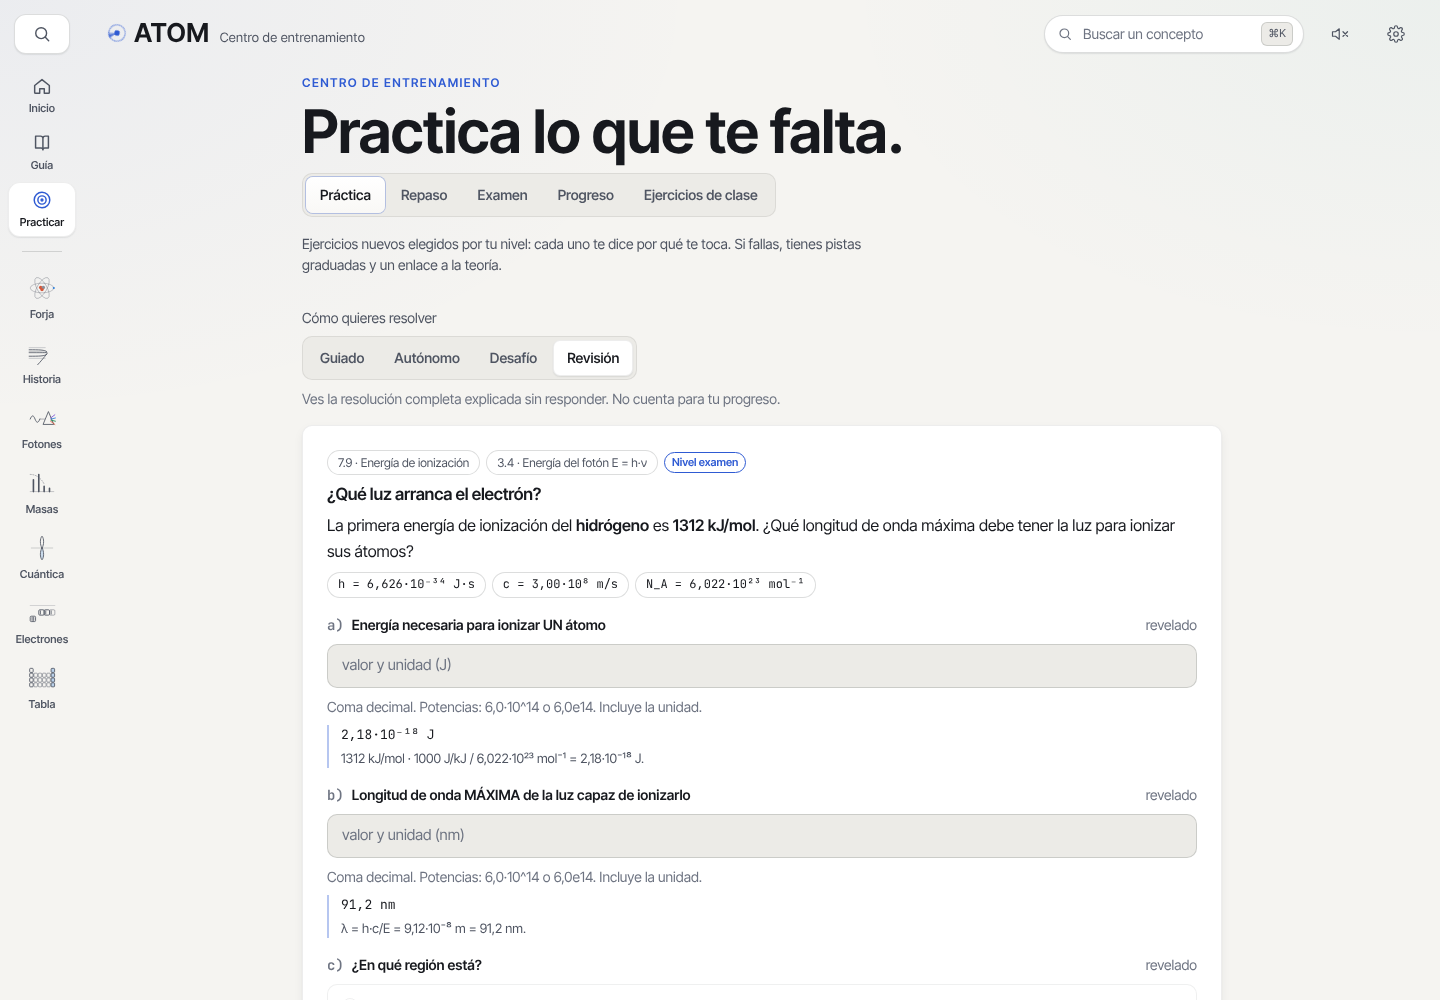 ATOM Centro de entrenamiento
Buscar un concepto ⌘K
Inicio
Guía
Practicar
Forja
Historia
Fotones
Masas
Cuántica
Electrones
Tabla
CENTRO DE ENTRENAMIENTO
Practica lo que te falta.
Práctica Repaso Examen Progreso Ejercicios de clase
Ejercicios nuevos elegidos por tu nivel: cada uno te dice por qué te toca. Si fallas, tienes pistas
graduadas y un enlace a la teoría.
Cómo quieres resolver
Guiado Autónomo Desafío Revisión
Ves la resolución completa explicada sin responder. No cuenta para tu progreso.
7.9 · Energía de ionización 3.4 · Energía del fotón E = h·ν Nivel examen
¿Qué luz arranca el electrón?
La primera energía de ionización del hidrógeno es 1312 kJ/mol. ¿Qué longitud de onda máxima debe tener la luz para ionizar
sus átomos?
h = 6,626·10⁻³⁴ J·s c = 3,00·10⁸ m/s N_A = 6,022·10²³ mol⁻¹
a) Energía necesaria para ionizar UN átomo revelado
valor y unidad (J)
Coma decimal. Potencias: 6,0·10^14 o 6,0e14. Incluye la unidad.
2,18·10⁻¹⁸ J
1312 kJ/mol · 1000 J/kJ / 6,022·10²³ mol⁻¹ = 2,18·10⁻¹⁸ J.
b) Longitud de onda MÁXIMA de la luz capaz de ionizarlo revelado
valor y unidad (nm)
Coma decimal. Potencias: 6,0·10^14 o 6,0e14. Incluye la unidad.
91,2 nm
λ = h·c/E = 9,12·10⁻⁸ m = 91,2 nm.
c) ¿En qué región está? revelado